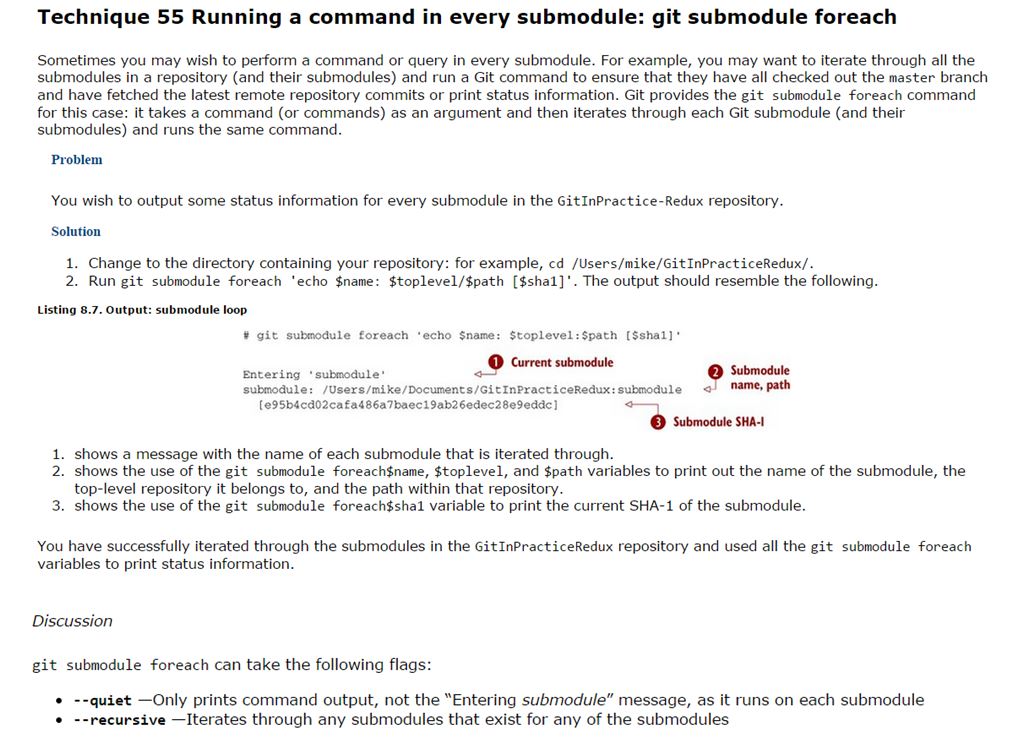 Technique 55 Running a command in every submodule: git submodule foreach
Sometimes you may wish to perform a command or query in every submodule. For example, you may want to iterate through all the
submodules in a repository (and their submodules) and run a Git command to ensure that they have all checked out the master branch
and have fetched the latest remote repository commits or print status information. Git provides the git submodule foreach command
for this case: it takes a command (or commands) as an argument and then iterates through each Git submodule (and their
submodules) and runs the same command.
Problem
You wish to output some status information for every submodule in the GitInPractice-Redux repository.
Solution
1. Change to the directory containing your repository: for example, cd /Users/mike/GitInPracticeRedux/.
2. Run git submodule foreach 'echo $name: $toplevel/$path [$sha1]'. The output should resemble the following.
Listing 8.7. Output: submodule loop
# git submodule foreach 'echo $name: $toplevel:$path [$sha1]'
1 Current submodule
Entering 'submodule'
2 Submodule
name, path
submodule: /Users/mike/Documents/GitInPracticeRedux:submodule
[e95b4cd02cafa486a7baec19ab26edec28e9eddc]
3 Submodule SHA-I
1. shows a message with the name of each submodule that is iterated through.
2. shows the use of the git submodule foreach$name, $toplevel, and $path variables to print out the name of the submodule, the
top-level repository it belongs to, and the path within that repository.
3. shows the use of the git submodule foreach$sha1 variable to print the current SHA-1 of the submodule.
You have successfully iterated through the submodules in the GitInPracticeRedux repository and used all the git submodule foreach
variables to print status information.
Discussion
git submodule foreach can take the following flags:
• --quiet —Only prints command output, not the “Entering submodule” message, as it runs on each submodule
• --recursive —Iterates through any submodules that exist for any of the submodules